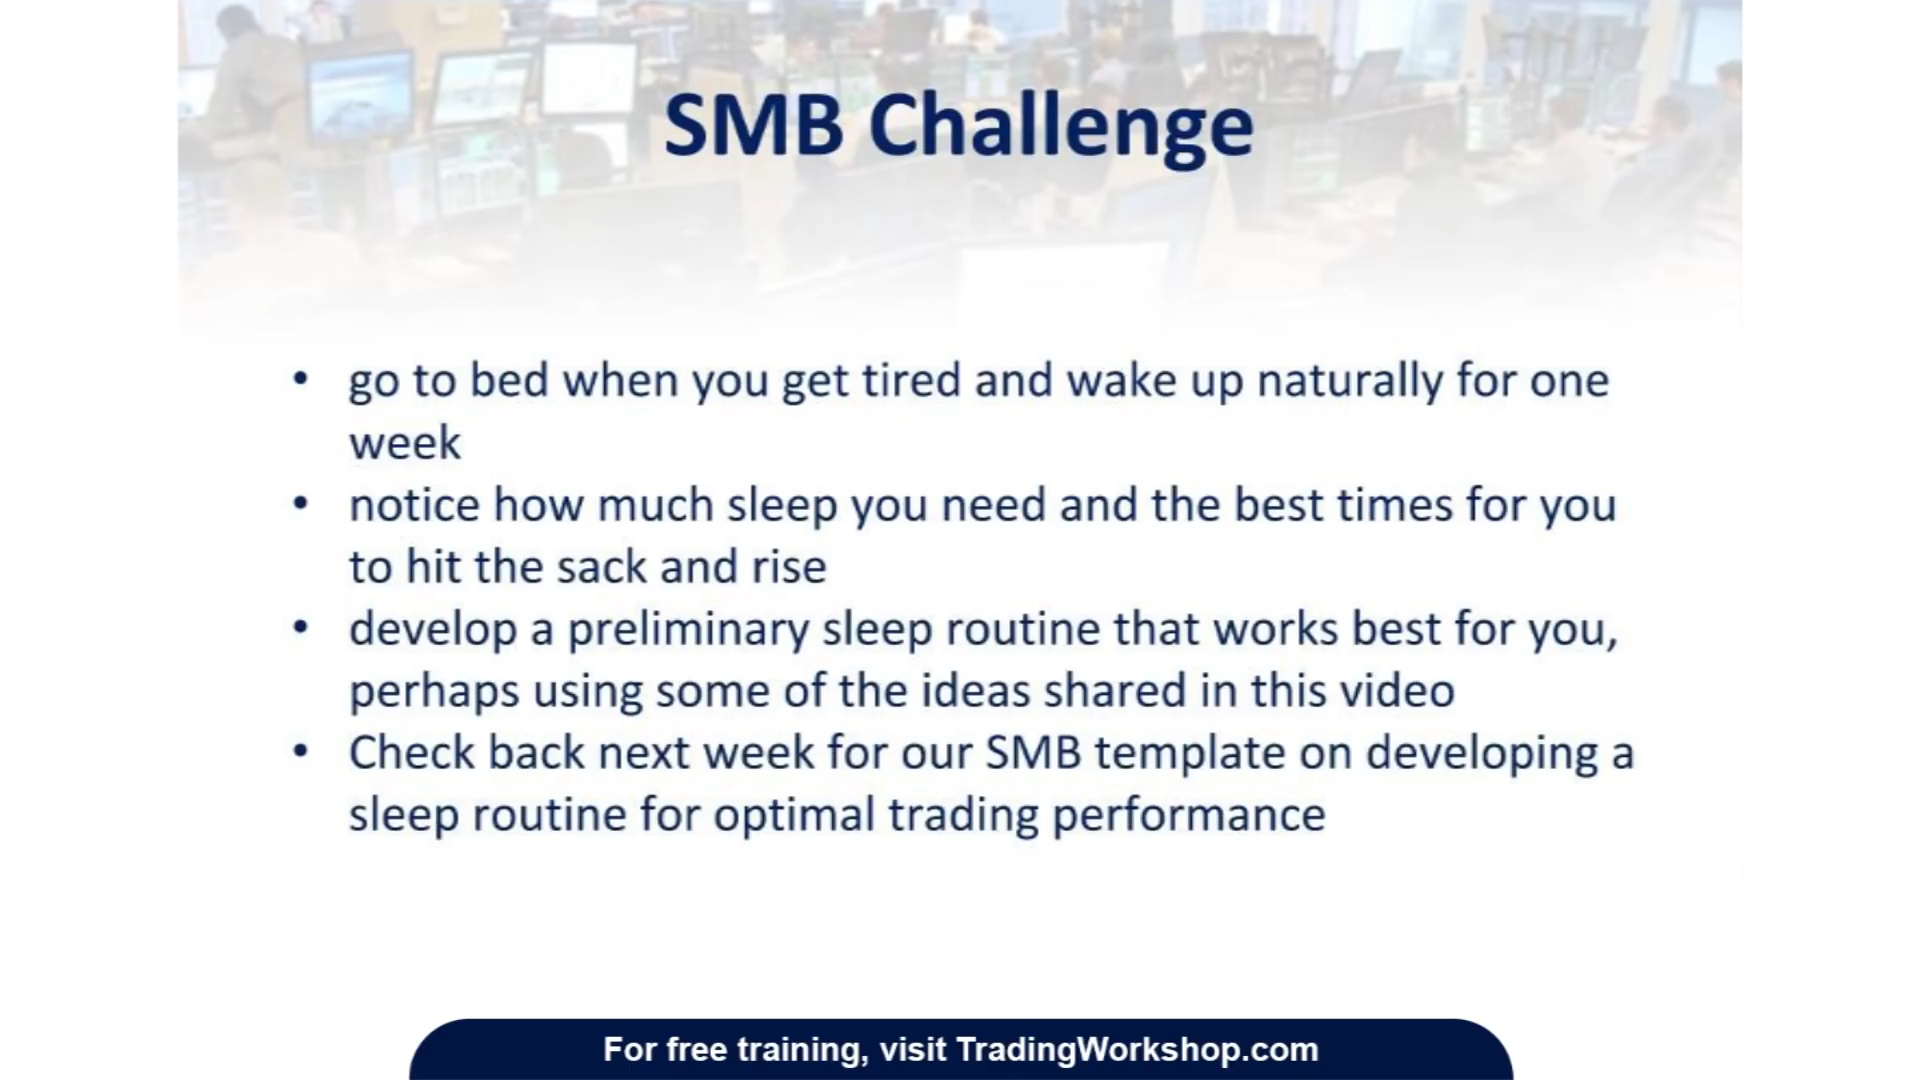 SMB Challenge
• go to bed when you get tired and wake up naturally for one
week
• notice how much sleep you need and the best times for you
to hit the sack and rise
• develop a preliminary sleep routine that works best for you,
perhaps using some of the ideas shared in this video
• Check back next week for our SMB template on developing a
sleep routine for optimal trading performance
For free training, visit TradingWorkshop.com